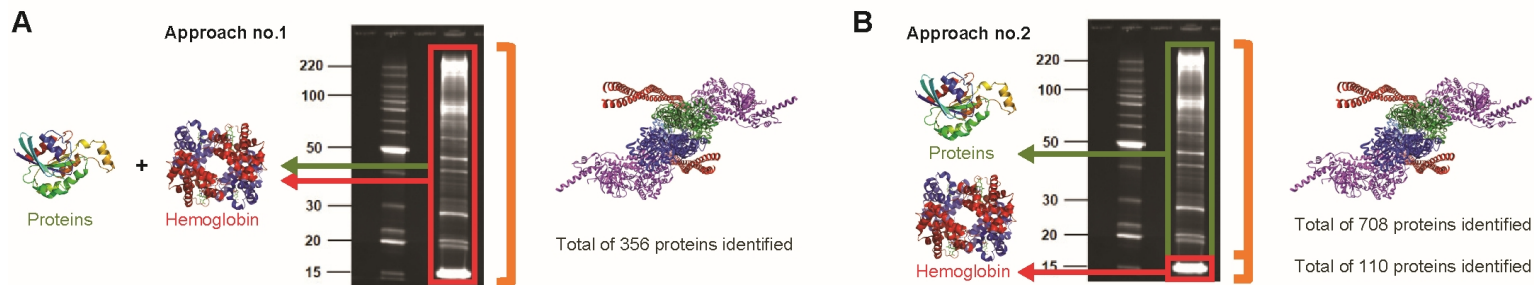 A
Approach no.1
220
100
50
30
20
15
+
Proteins
Hemoglobin
Total of 356 proteins identified
B
Approach no.2
220
100
50
30
20
15
Proteins
Hemoglobin
Total of 708 proteins identified
Total of 110 proteins identified